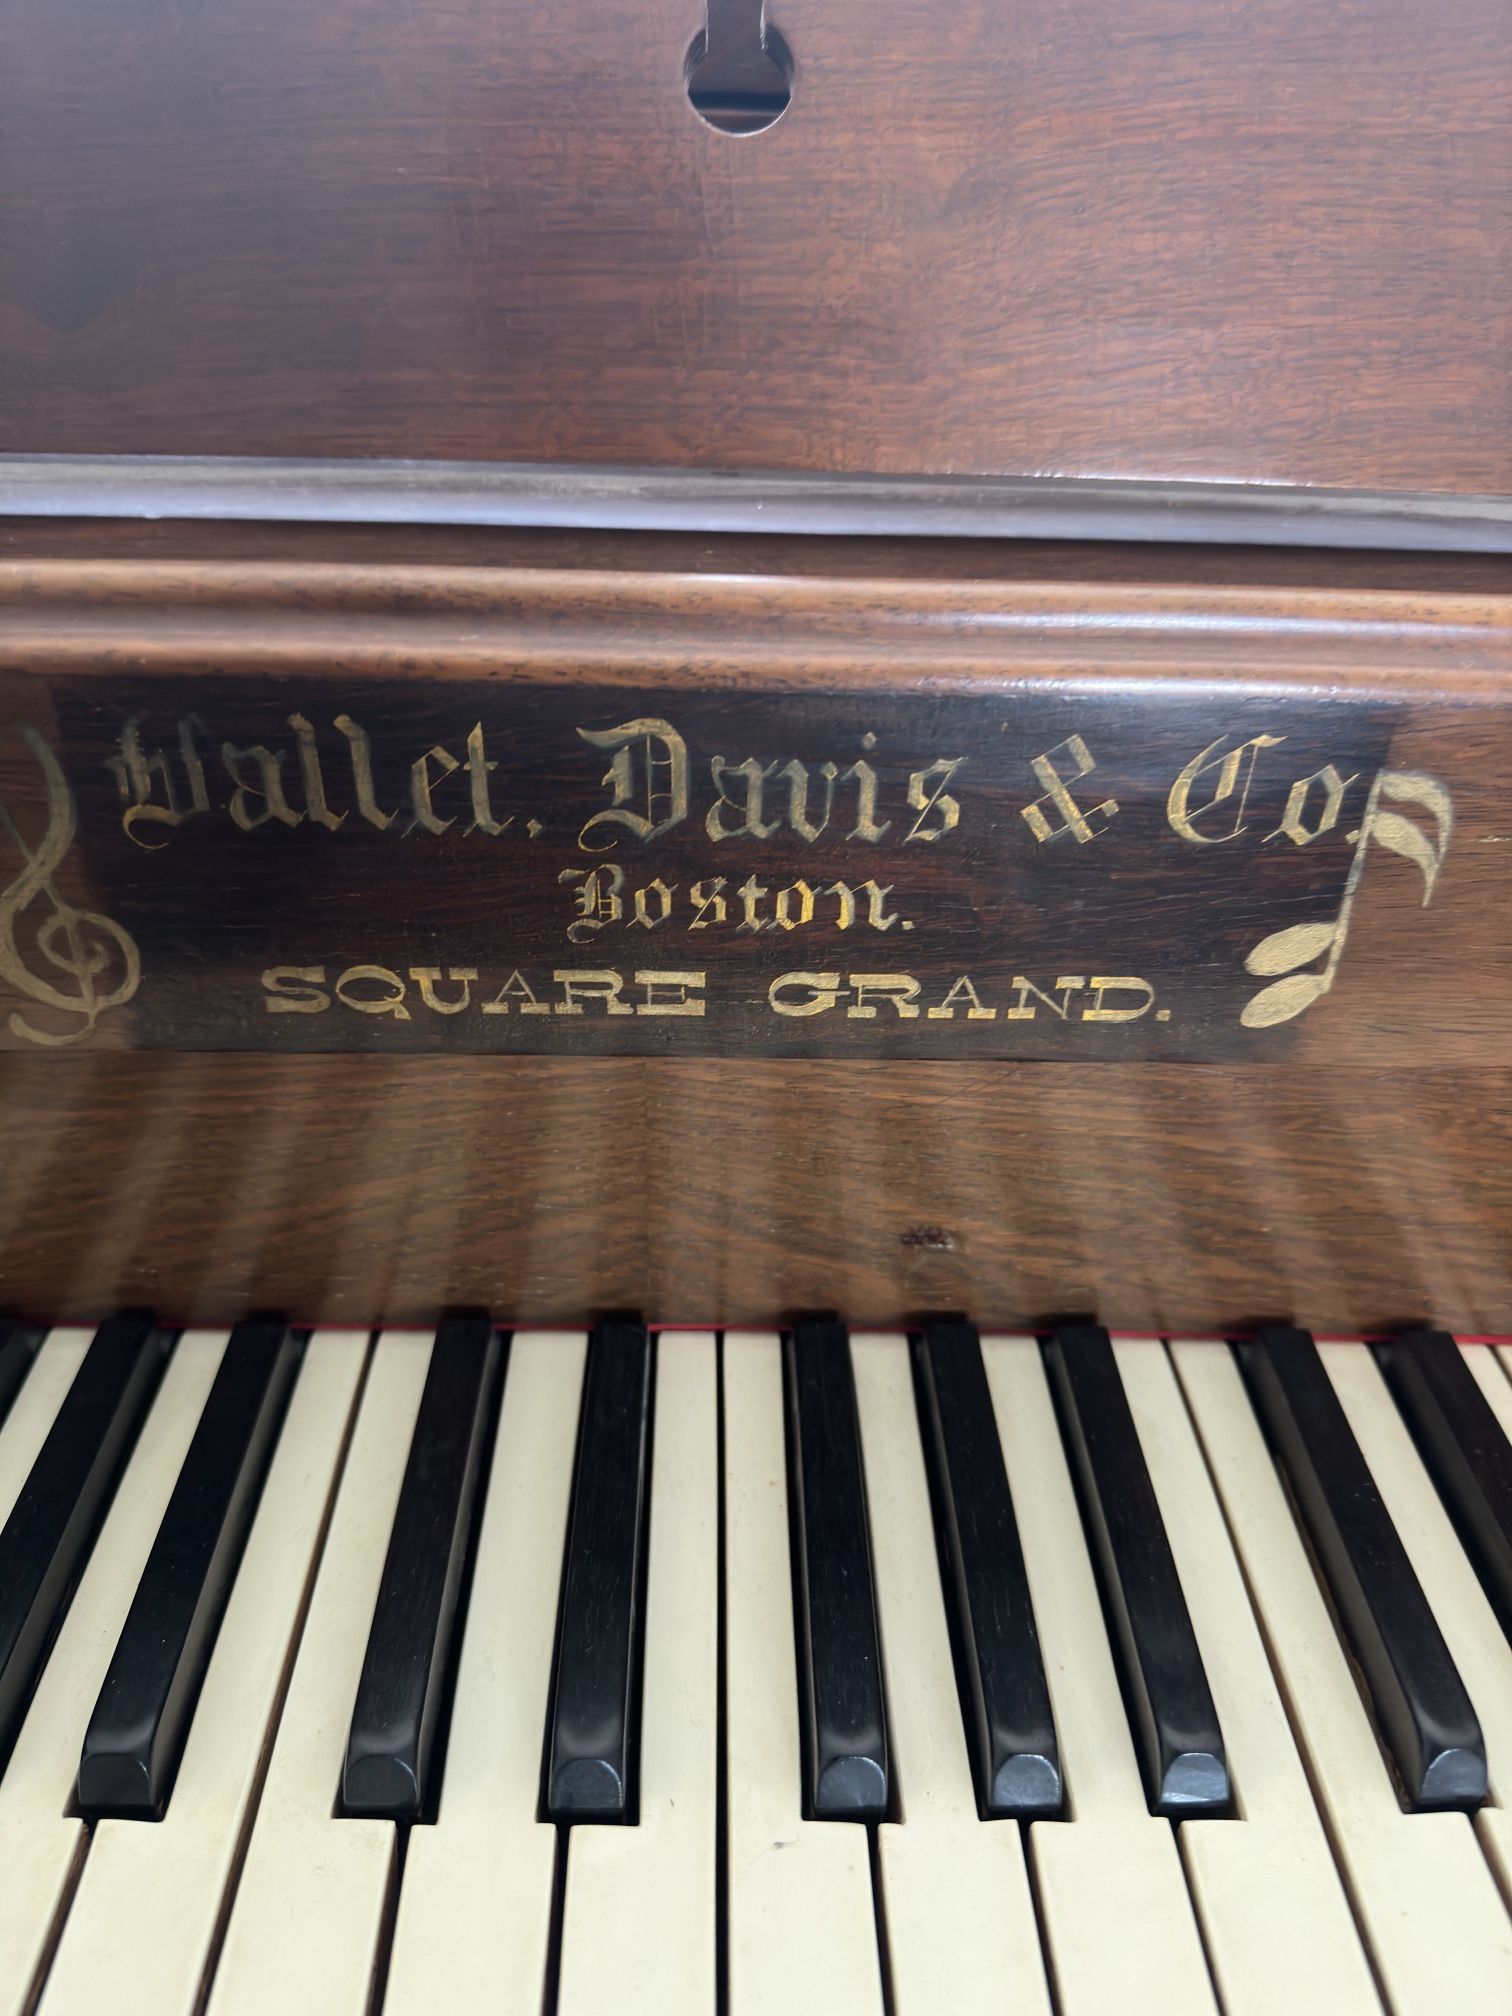 Hallet. Davis & Co.
Boston.
SQUARE GRAND.